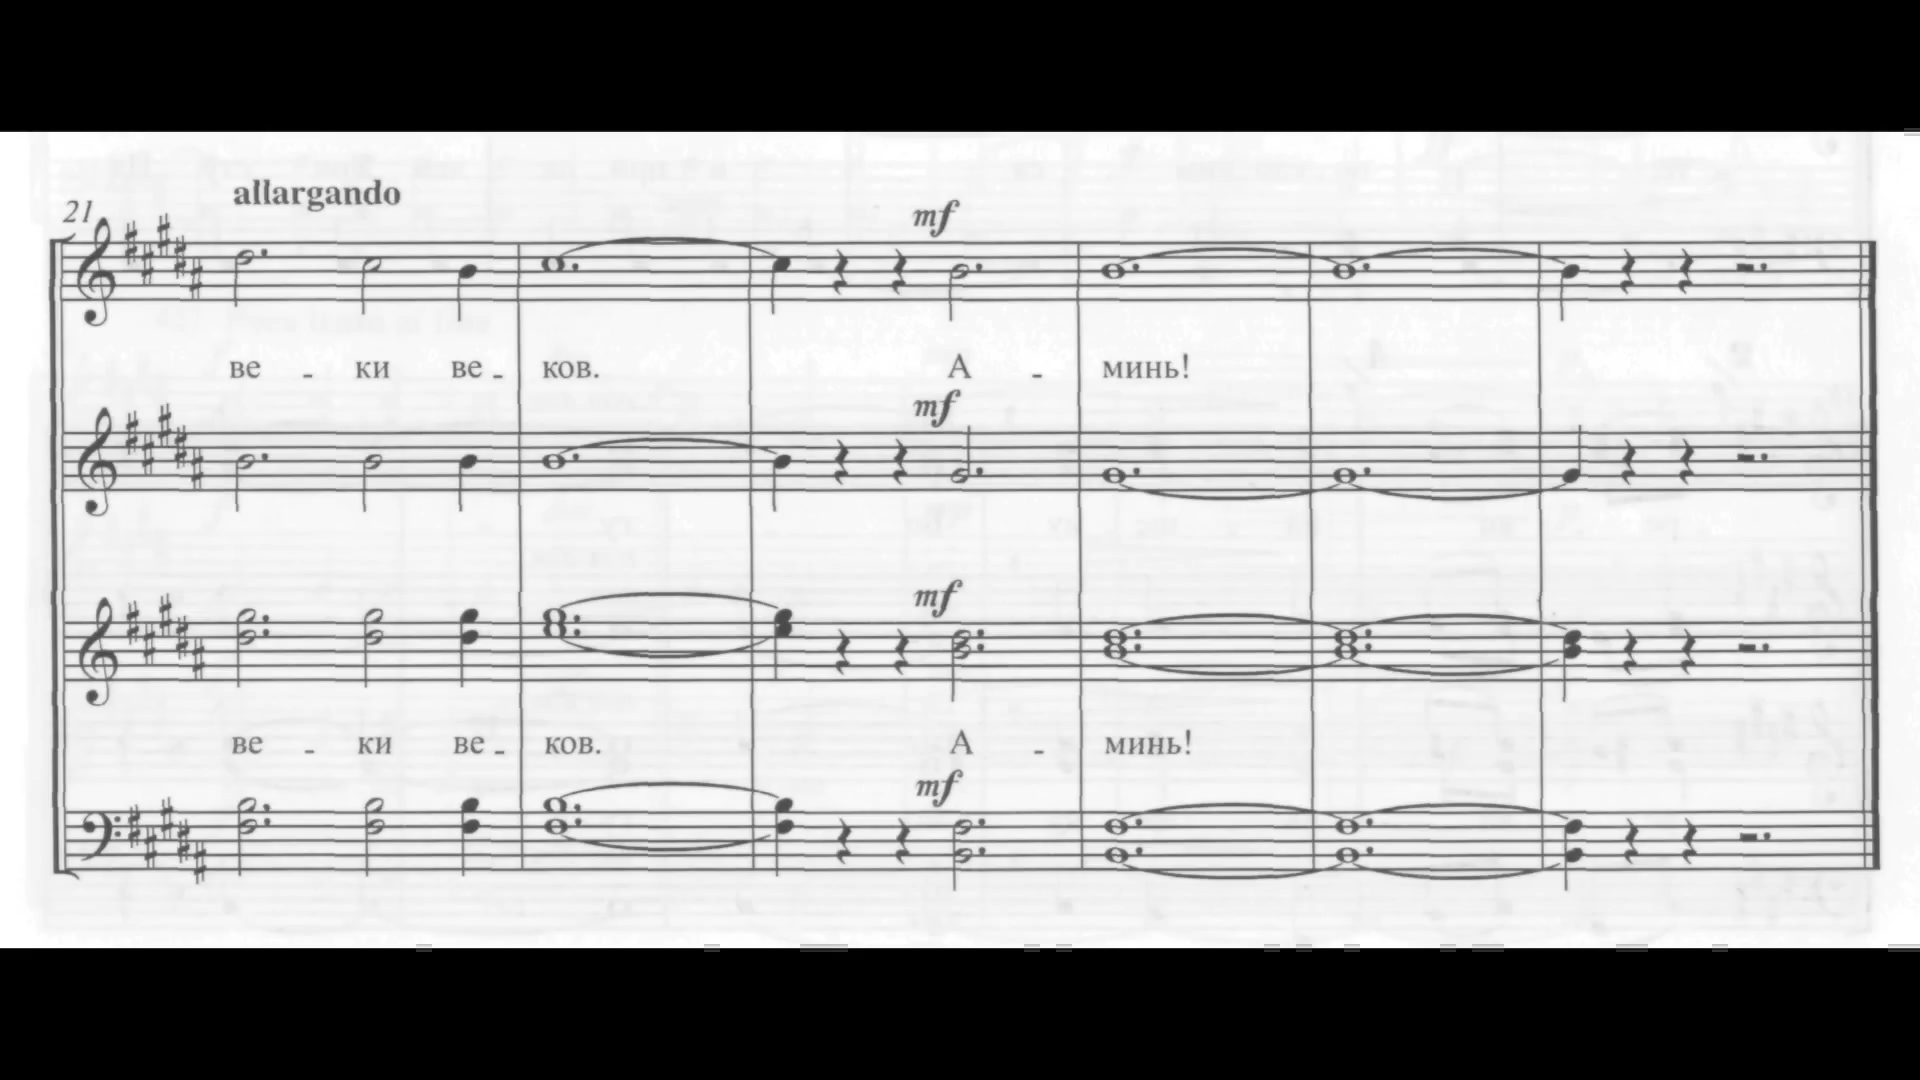 allargando
21
mf
ве - ки ве - ков. А - минь!
mf
mf
ве - ки ве - ков. А - минь!
mf